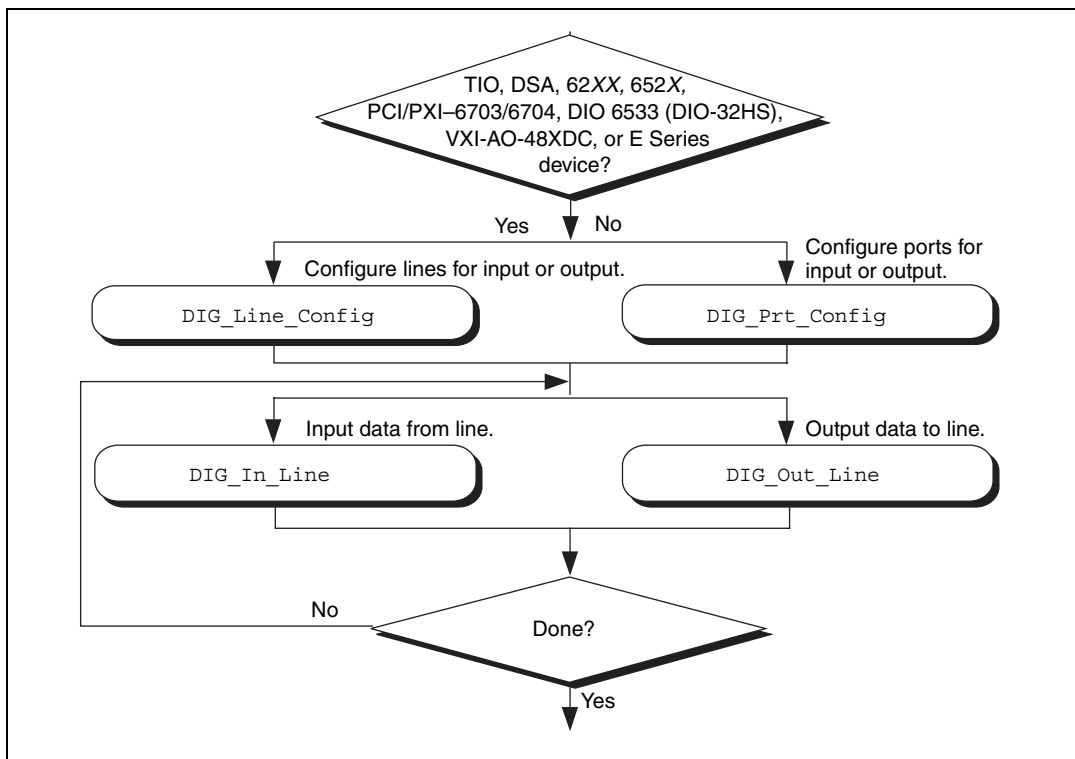 TIO, DSA, 62XX, 652X,
PCI/PXI–6703/6704, DIO 6533 (DIO-32HS),
VXI-AO-48XDC, or E Series
device?
Yes
No
Configure lines for input or output.
Configure ports for
input or output.
DIG_Line_Config
DIG_Prt_Config
Input data from line.
Output data to line.
DIG_In_Line
DIG_Out_Line
No
Done?
Yes